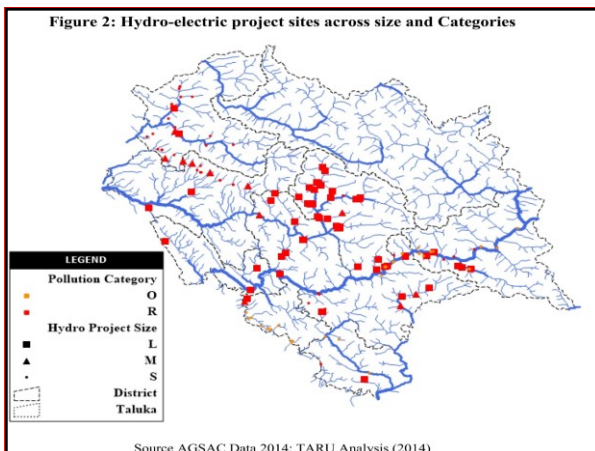 Figure 2: Hydro-electric project sites across size and Categories
LEGEND
Pollution Category
O
R
Hydro Project Size
L
M
S
District
Taluka
Source AGSAC Data 2014; TARU Analysis (2014)